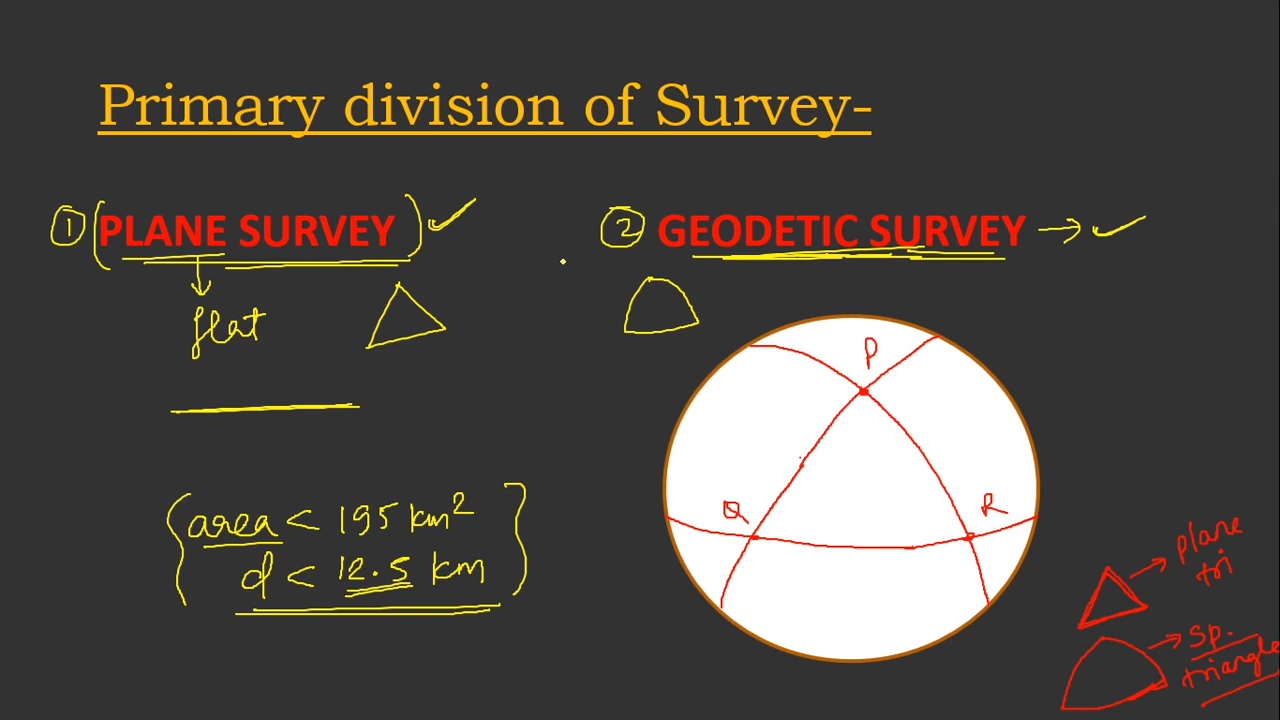 Primary division of Survey-
① (PLANE SURVEY)
② GEODETIC SURVEY
flat
area < 195 km²
d < 12.5 km
P
Q
R
plane
tri
sp.
triangle